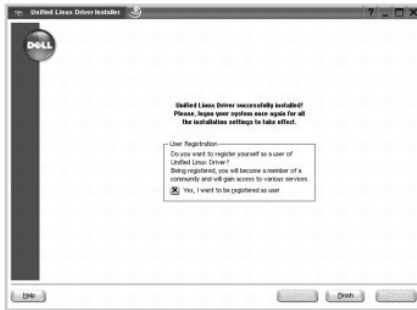 Unified Linux Driver Installer
DELL
Unified Linux Driver successfully installed!
Please, logon your system once again for all
the installation settings to take effect.
User Registration
Do you want to register yourself as a user of
Unified Linux Driver?
Being registered, you will become a member of a
community and will gain access to various services.
Yes, I want to be registered as user
Help
Finish